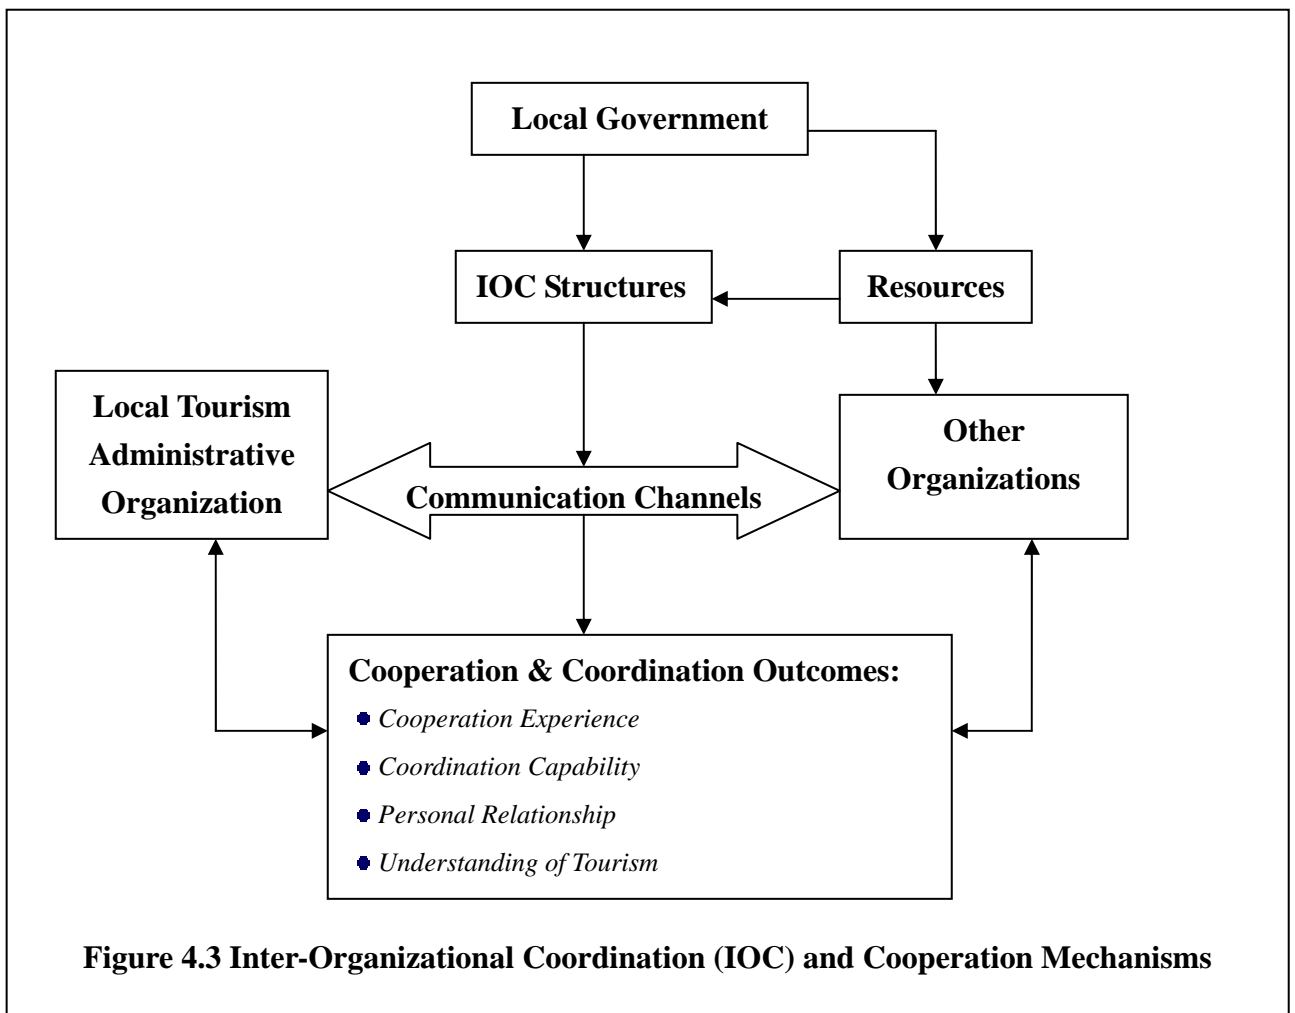 Local Government
IOC Structures
Resources
Local Tourism
Administrative
Organization
Other
Organizations
Communication Channels
Cooperation & Coordination Outcomes:
● Cooperation Experience
● Coordination Capability
● Personal Relationship
● Understanding of Tourism
Figure 4.3 Inter-Organizational Coordination (IOC) and Cooperation Mechanisms